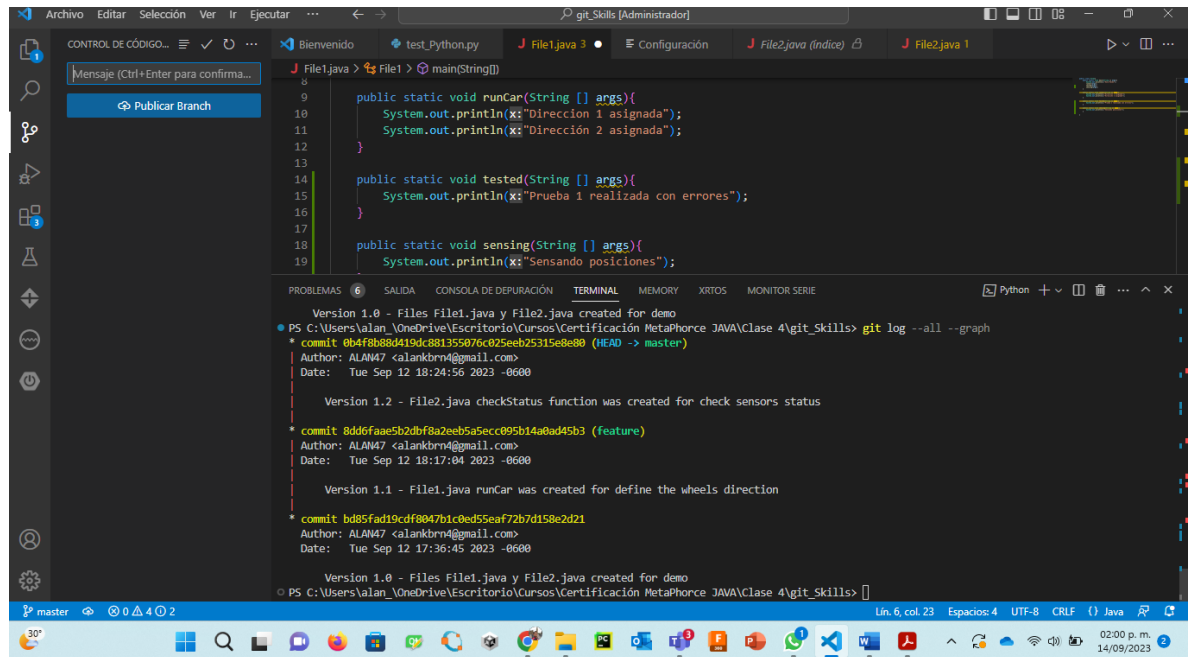 Archivo Editar Selección Ver Ir Ejecutar ··· git_Skills [Administrador]
CONTROL DE CÓDIGO...
Bienvenido test_Python.py File1.java 3 Configuración File2.java (Índice) File2.java 1
Mensaje (Ctrl+Enter para confirma...
Publicar Branch
File1.java > File1 > main(String[])
8
9 public static void runCar(String [] args){
10 System.out.println(x:"Direccion 1 asignada");
11 System.out.println(x:"Dirección 2 asignada");
12 }
13
14 public static void tested(String [] args){
15 System.out.println(x:"Prueba 1 realizada con errores");
16 }
17
18 public static void sensing(String [] args){
19 System.out.println(x:"Sensando posiciones");
PROBLEMAS 6 SALIDA CONSOLA DE DEPURACIÓN TERMINAL MEMORY XRTOS MONITOR SERIE Python
Version 1.0 - Files File1.java y File2.java created for demo
PS C:\Users\alan_\OneDrive\Escritorio\Cursos\Certificación MetaPhorce JAVA\Clase 4\git_Skills> git log --all --graph
* commit 0b4f8b88d419dc881355076c025eeb25315e8e80 (HEAD -> master)
| Author: ALAN47 <alankbrn4@gmail.com>
| Date: Tue Sep 12 18:24:56 2023 -0600
|
| Version 1.2 - File2.java checkStatus function was created for check sensors status
|
* commit 8dd6faae5b2dbf8a2eeb5a5ecc095b14a0ad45b3 (feature)
| Author: ALAN47 <alankbrn4@gmail.com>
| Date: Tue Sep 12 18:17:04 2023 -0600
|
| Version 1.1 - File1.java runCar was created for define the wheels direction
|
* commit bd85fad19cdf8047b1c0ed55eaf72b7d158e2d21
Author: ALAN47 <alankbrn4@gmail.com>
Date: Tue Sep 12 17:36:45 2023 -0600
Version 1.0 - Files File1.java y File2.java created for demo
PS C:\Users\alan_\OneDrive\Escritorio\Cursos\Certificación MetaPhorce JAVA\Clase 4\git_Skills>
master 0 4 2 Lín. 6, col. 23 Espacios: 4 UTF-8 CRLF {} Java
30° 02:00 p. m.
14/09/2023 2